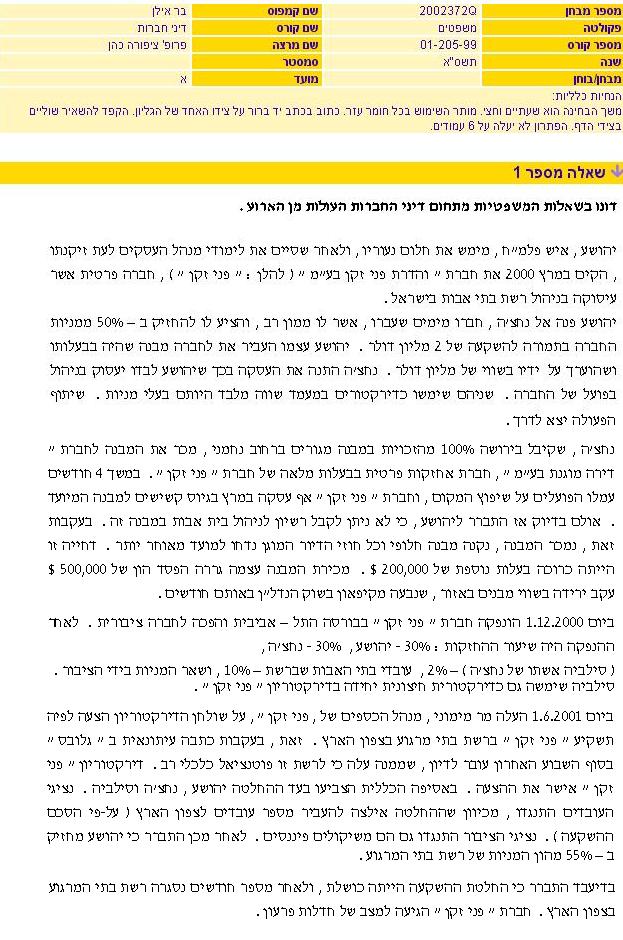 מספר מבחן 2002372Q שם קמפוס בר אילן
פקולטה משפטים שם קורס דיני חברות
מספר קורס 01-205-99 שם מרצה פרופ' ציפורה כהן
שנה תשס"א סמסטר
מבחן/בוחן מועד א
הנחיות כלליות:
משך הבחינה הוא שעתיים וחצי. מותר השימוש בכל חומר עזר. כתוב בכתב יד ברור על צידו האחד של הגליון. הקפד להשאיר שוליים
בצידי הדף. הפתרון לא יעלה על 6 עמודים.
שאלה מספר 1
דונו בשאלות המשפטיות מתחום דיני החברות העולות מן הארוע .
יהושע , איש פלמ״ח , מימש את חלום נעוריו , ולאחר שסיים את לימודי מנהל העסקים לעת זיקנתו
, הקים במרץ 2000 את חברת ״ והדרת פני זקן בע״מ ״ ( להלן : ״ פני זקן ״ ) , חברה פרטית אשר
עיסוקה בניהול רשת בתי אבות בישראל .
יהושע פנה אל נחצ׳ה , חברו מימים שעברו , אשר לו ממון רב , והציע לו להחזיק ב – 50% ממניות
החברה בתמורה להשקעה של 2 מליון דולר . יהושע עצמו העביר את לחברה מבנה שהיה בבעלותו
ושהוערך על ידיו בשווי של מליון דולר . נחצ׳ה התנה את העסקה בכך שיהושע לבדו יעסוק בניהול
בפועל של החברה . שניהם שימשו כדירקטורים במעמד שווה מלבד היותם בעלי מניות . שיתוף
הפעולה יצא לדרך .
נחצ׳ה , שקיבל בירושה 100% מהזכויות במבנה מגורים ברחוב נחמני , מכר את המבנה לחברת ״
דירה מוגנת בע״מ ״ , חברת אחזקות פרטית בבעלות מלאה של חברת ״ פני זקן ״ . במשך 4 חודשים
עמלו הפועלים על שיפוץ המקום , וחברת ״ פני זקן ״ אף עסקה במרץ בגיוס קשישים למבנה המיועד
. אולם בדיוק אז התברר ליהושע , כי לא ניתן לקבל רשיון לניהול בית אבות במבנה זה . בעקבות
זאת , נמכר המבנה , נקנה מבנה חלופי וכל חוזי הדיור המוגן נדחו למועד מאוחר יותר . דחייה זו
הייתה כרוכה בעלות נוספת של 200,000 $ . מכירת המבנה עצמה גררה הפסד הון של 500,000 $
עקב ירידה בשווי מבנים באזור , שנבעה מקיפאון בשוק הנדל״ן באותם חודשים .
ביום 1.12.2000 הונפקה חברת ״ פני זקן ״ בבורסה התל – אביבית והפכה לחברה ציבורית . לאחר
ההנפקה היה שיעור ההחזקות : 30% - יהושע , 30% - נחצ׳ה ,
( סילביה אשתו של נחצ׳ה ) – 2% , עובדי בתי האבות שברשת – 10% , ושאר המניות בידי הציבור .
סילביה שימשה גם כדירקטורית חיצונית יחידה בדירקטוריון ״ פני זקן ״ .
ביום 1.6.2001 העלה מר מימוני , מנהל הכספים של , פני זקן ״ , על שולחן הדירקטוריון הצעה לפיה
תשקיע ״ פני זקן ״ ברשת בתי מרגוע בצפון הארץ . זאת , בעקבות כתבה עיתונאית ב ״ גלובס ״
בסוף השבוע האחרון עובר לדיון , שממנה עלה כי לרשת זו פוטנציאל כלכלי רב . דירקטוריון ״ פני
זקן ״ אישר את ההצעה . באסיפה הכללית הצביעו בעד ההחלטה יהושע , נחצ׳ה וסילביה . נציגי
העובדים התנגדו , מכיוון שההחלטה אילצה להעביר מספר עובדים לצפון הארץ ( על-פי הסכם
ההשקעה ) . נציגי הציבור התנגדו גם הם משיקולים פיננסים . לאחר מכן התברר כי יהושע מחזיק
ב – 55% מהון המניות של רשת בתי המרגוע .
בדיעבד התברר כי החלטת ההשקעה הייתה כושלת , ולאחר מספר חודשים נסגרה רשת בתי המרגוע
בצפון הארץ . חברת ״ פני זקן ״ הגיעה למצב של חדלות פרעון .